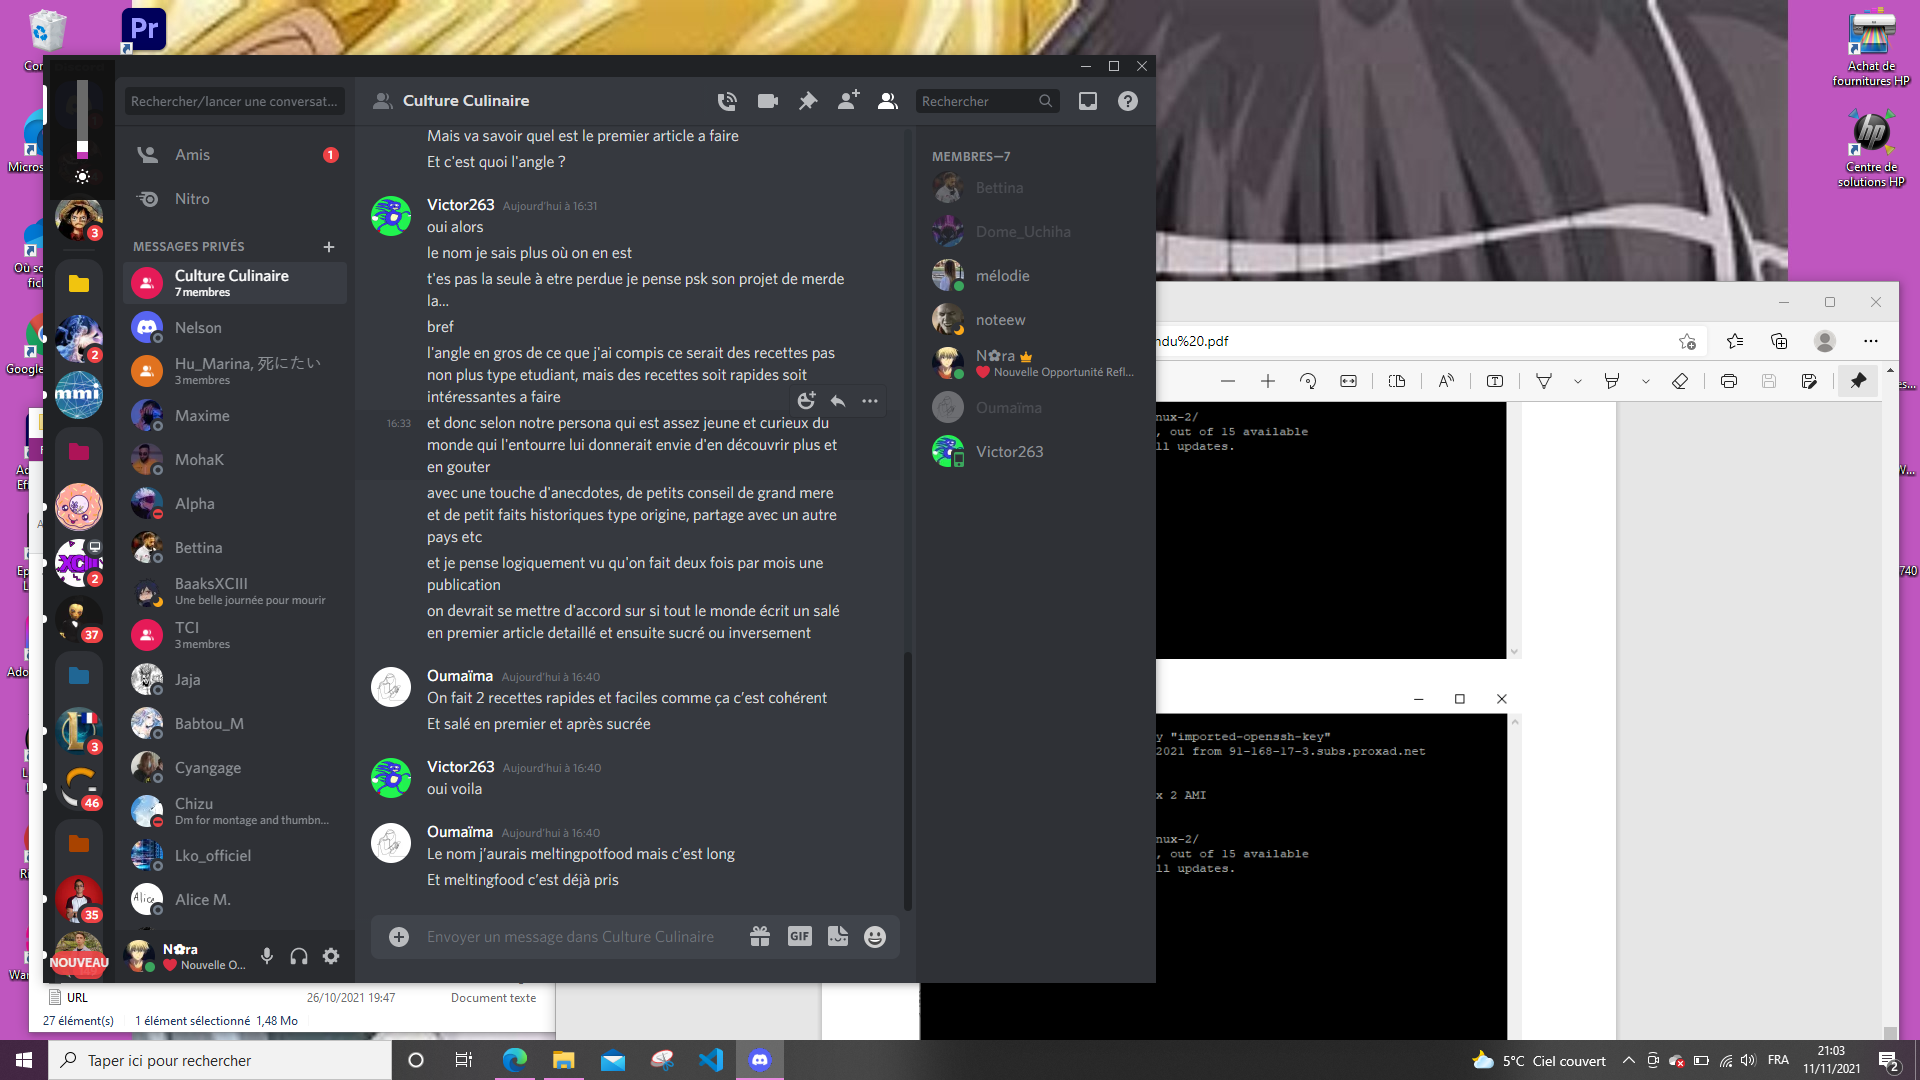 Pr
Achat de
fournitures HP
Centre de
solutions HP
Rechercher/lancer une conversat...
Amis
1
Nitro
MESSAGES PRIVÉS
Culture Culinaire
7 membres
Nelson
Hu_Marina, 死にたい
3 membres
Maxime
MohaK
Alpha
Bettina
BaaksXCIII
Une belle journée pour mourir
TCI
3 membres
Jaja
Babtou_M
Cyangage
Chizu
Dm for montage and thumbn...
Lko_officiel
Alice M.
N✿ra
Nouvelle O...
3
2
mmi
2
37
3
46
35
NOUVEAU
Culture Culinaire
Rechercher
Mais va savoir quel est le premier article a faire
Et c'est quoi l'angle ?
Victor263 Aujourd'hui à 16:31
oui alors
le nom je sais plus où on en est
t'es pas la seule à etre perdue je pense psk son projet de merde
la...
bref
l'angle en gros de ce que j'ai compis ce serait des recettes pas
non plus type etudiant, mais des recettes soit rapides soit
intéressantes a faire
16:33 et donc selon notre persona qui est assez jeune et curieux du
monde qui l'entourre lui donnerait envie d'en découvrir plus et
en gouter
avec une touche d'anecdotes, de petits conseil de grand mere
et de petit faits historiques type origine, partage avec un autre
pays etc
et je pense logiquement vu qu'on fait deux fois par mois une
publication
on devrait se mettre d'accord sur si tout le monde écrit un salé
en premier article detaillé et ensuite sucré ou inversement
Oumaïma Aujourd'hui à 16:40
On fait 2 recettes rapides et faciles comme ça c'est cohérent
Et salé en premier et après sucrée
Victor263 Aujourd'hui à 16:40
oui voila
Oumaïma Aujourd'hui à 16:40
Le nom j'aurais meltingpotfood mais c'est long
Et meltingfood c'est déjà pris
Envoyer un message dans Culture Culinaire
GIF
MEMBRES—7
Bettina
Dome_Uchiha
mélodie
noteew
N✿ra
Nouvelle Opportunité Refl...
Oumaïma
Victor263
ndu%20.pdf
nux-2/
, out of 15 available
ll updates.
y "imported-openssh-key"
2021 from 91-168-17-3.subs.proxad.net
x 2 AMI
nux-2/
, out of 15 available
ll updates.
URL 26/10/2021 19:47 Document texte
27 élément(s) 1 élément sélectionné 1,48 Mo
Taper ici pour rechercher
5°C Ciel couvert
FRA
21:03
11/11/2021
2